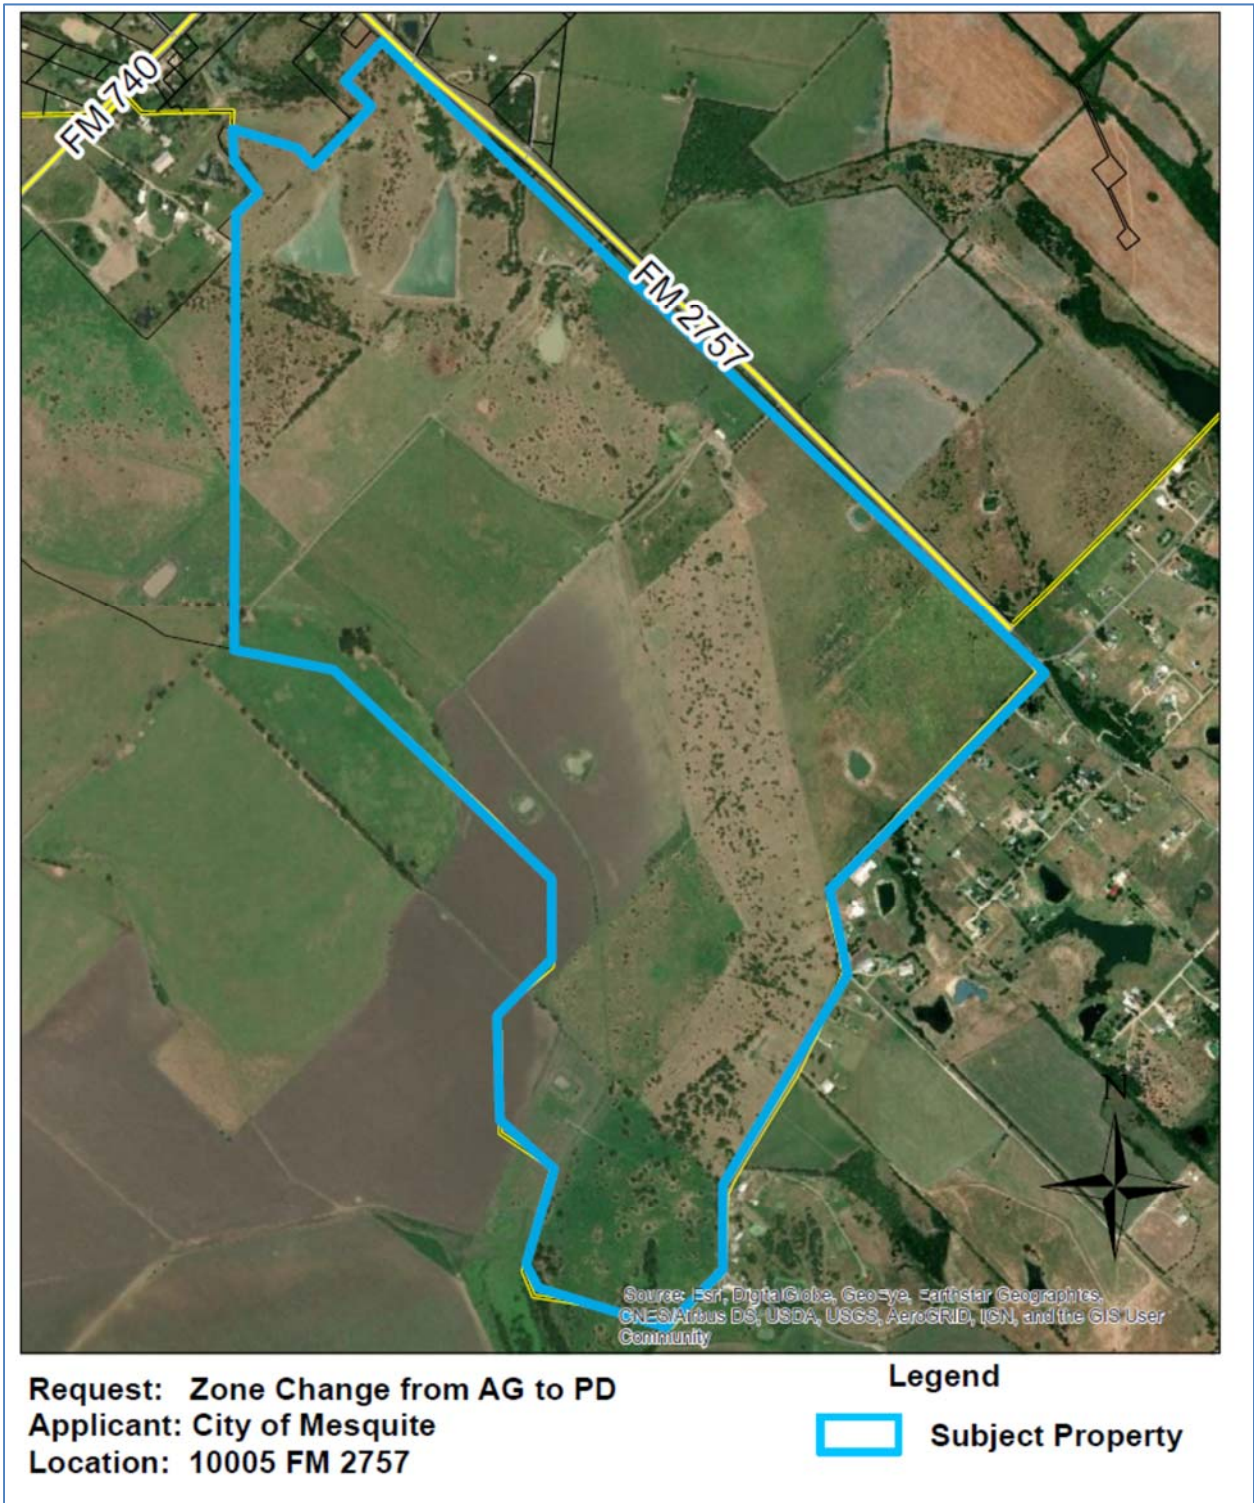 FM 740
FM 2757
N
Source: Esri, DigitalGlobe, GeoEye, Earthstar Geographics,
CNES/Airbus DS, USDA, USGS, AeroGRID, IGN, and the GIS User
Community
Request: Zone Change from AG to PD
Applicant: City of Mesquite
Location: 10005 FM 2757
Legend
Subject Property